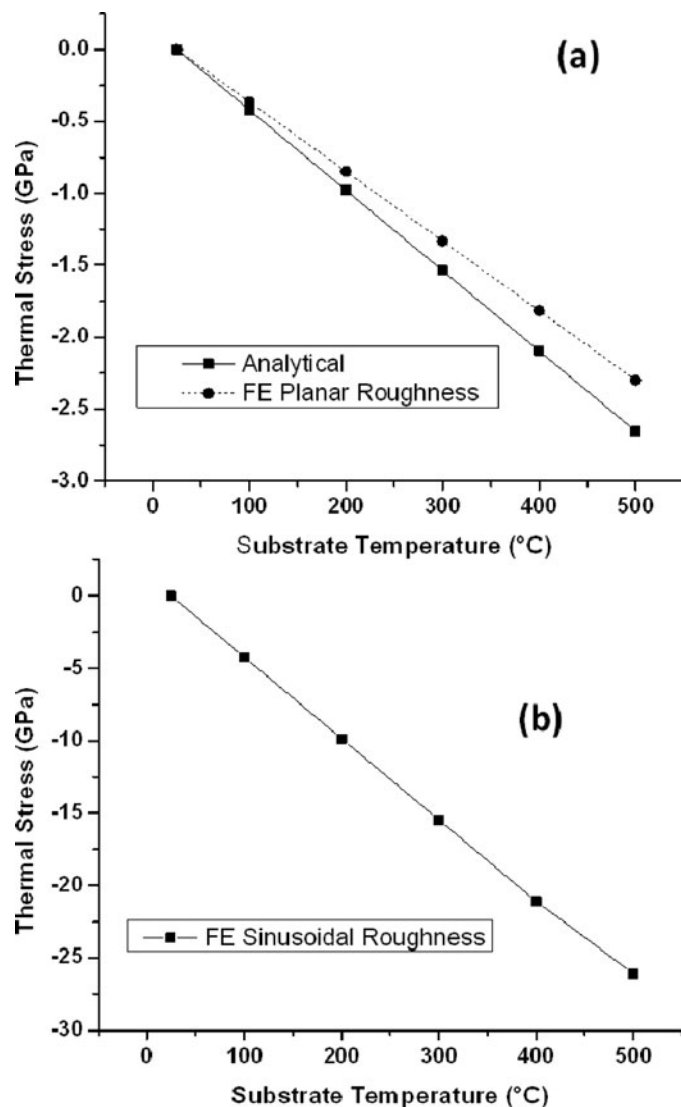 (a)
0.0
-0.5
-1.0
-1.5
-2.0
-2.5
-3.0
Thermal Stress (GPa)
Analytical
FE Planar Roughness
0 100 200 300 400 500
Substrate Temperature (°C)
(b)
0
-5
-10
-15
-20
-25
-30
Thermal Stress (GPa)
FE Sinusoidal Roughness
0 100 200 300 400 500
Substrate Temperature (°C)